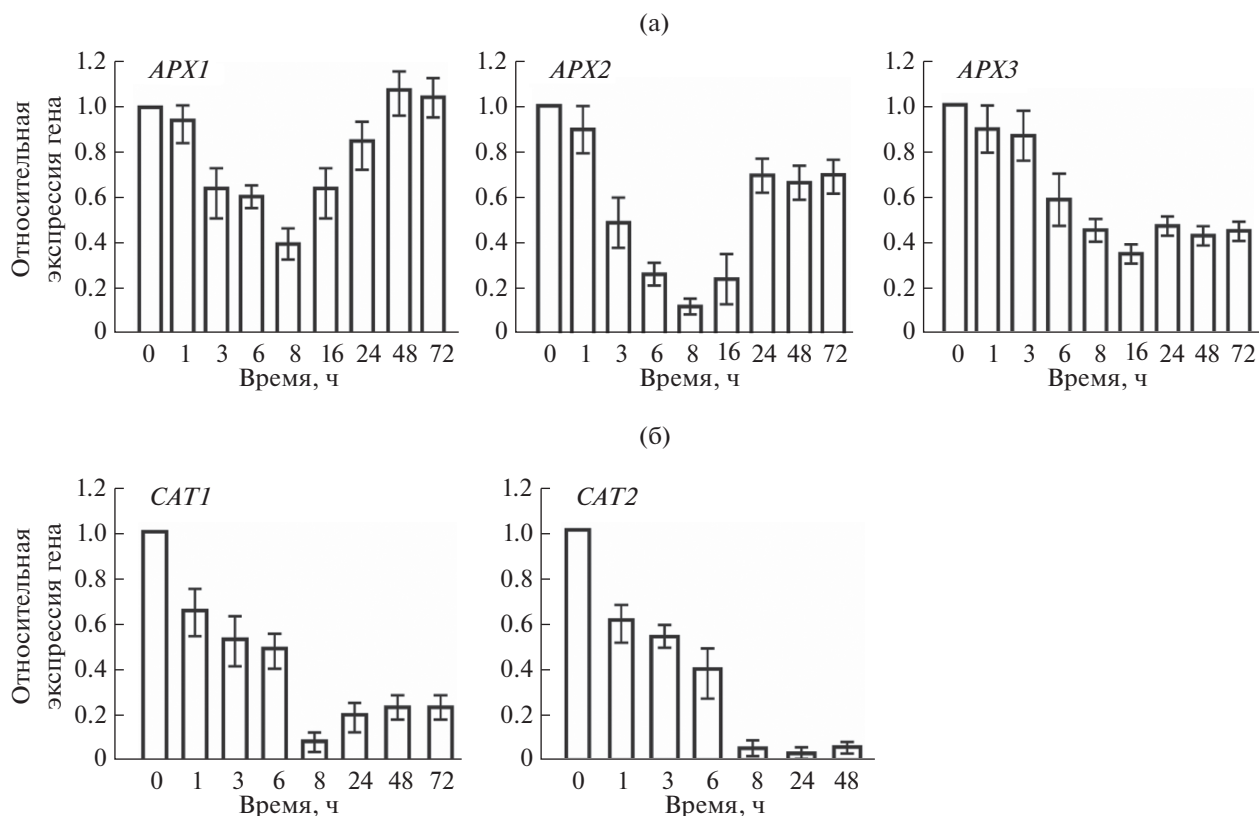 (а)
APX1
APX2
APX3
Относительная
экспрессия гена
1.2
1.0
0.8
0.6
0.4
0.2
0
0 1 3 6 8 16 24 48 72
Время, ч
1.2
1.0
0.8
0.6
0.4
0.2
0
0 1 3 6 8 16 24 48 72
Время, ч
1.2
1.0
0.8
0.6
0.4
0.2
0
0 1 3 6 8 16 24 48 72
Время, ч
(б)
CAT1
CAT2
Относительная
экспрессия гена
1.2
1.0
0.8
0.6
0.4
0.2
0
0 1 3 6 8 24 48 72
Время, ч
1.2
1.0
0.8
0.6
0.4
0.2
0
0 1 3 6 8 24 48
Время, ч